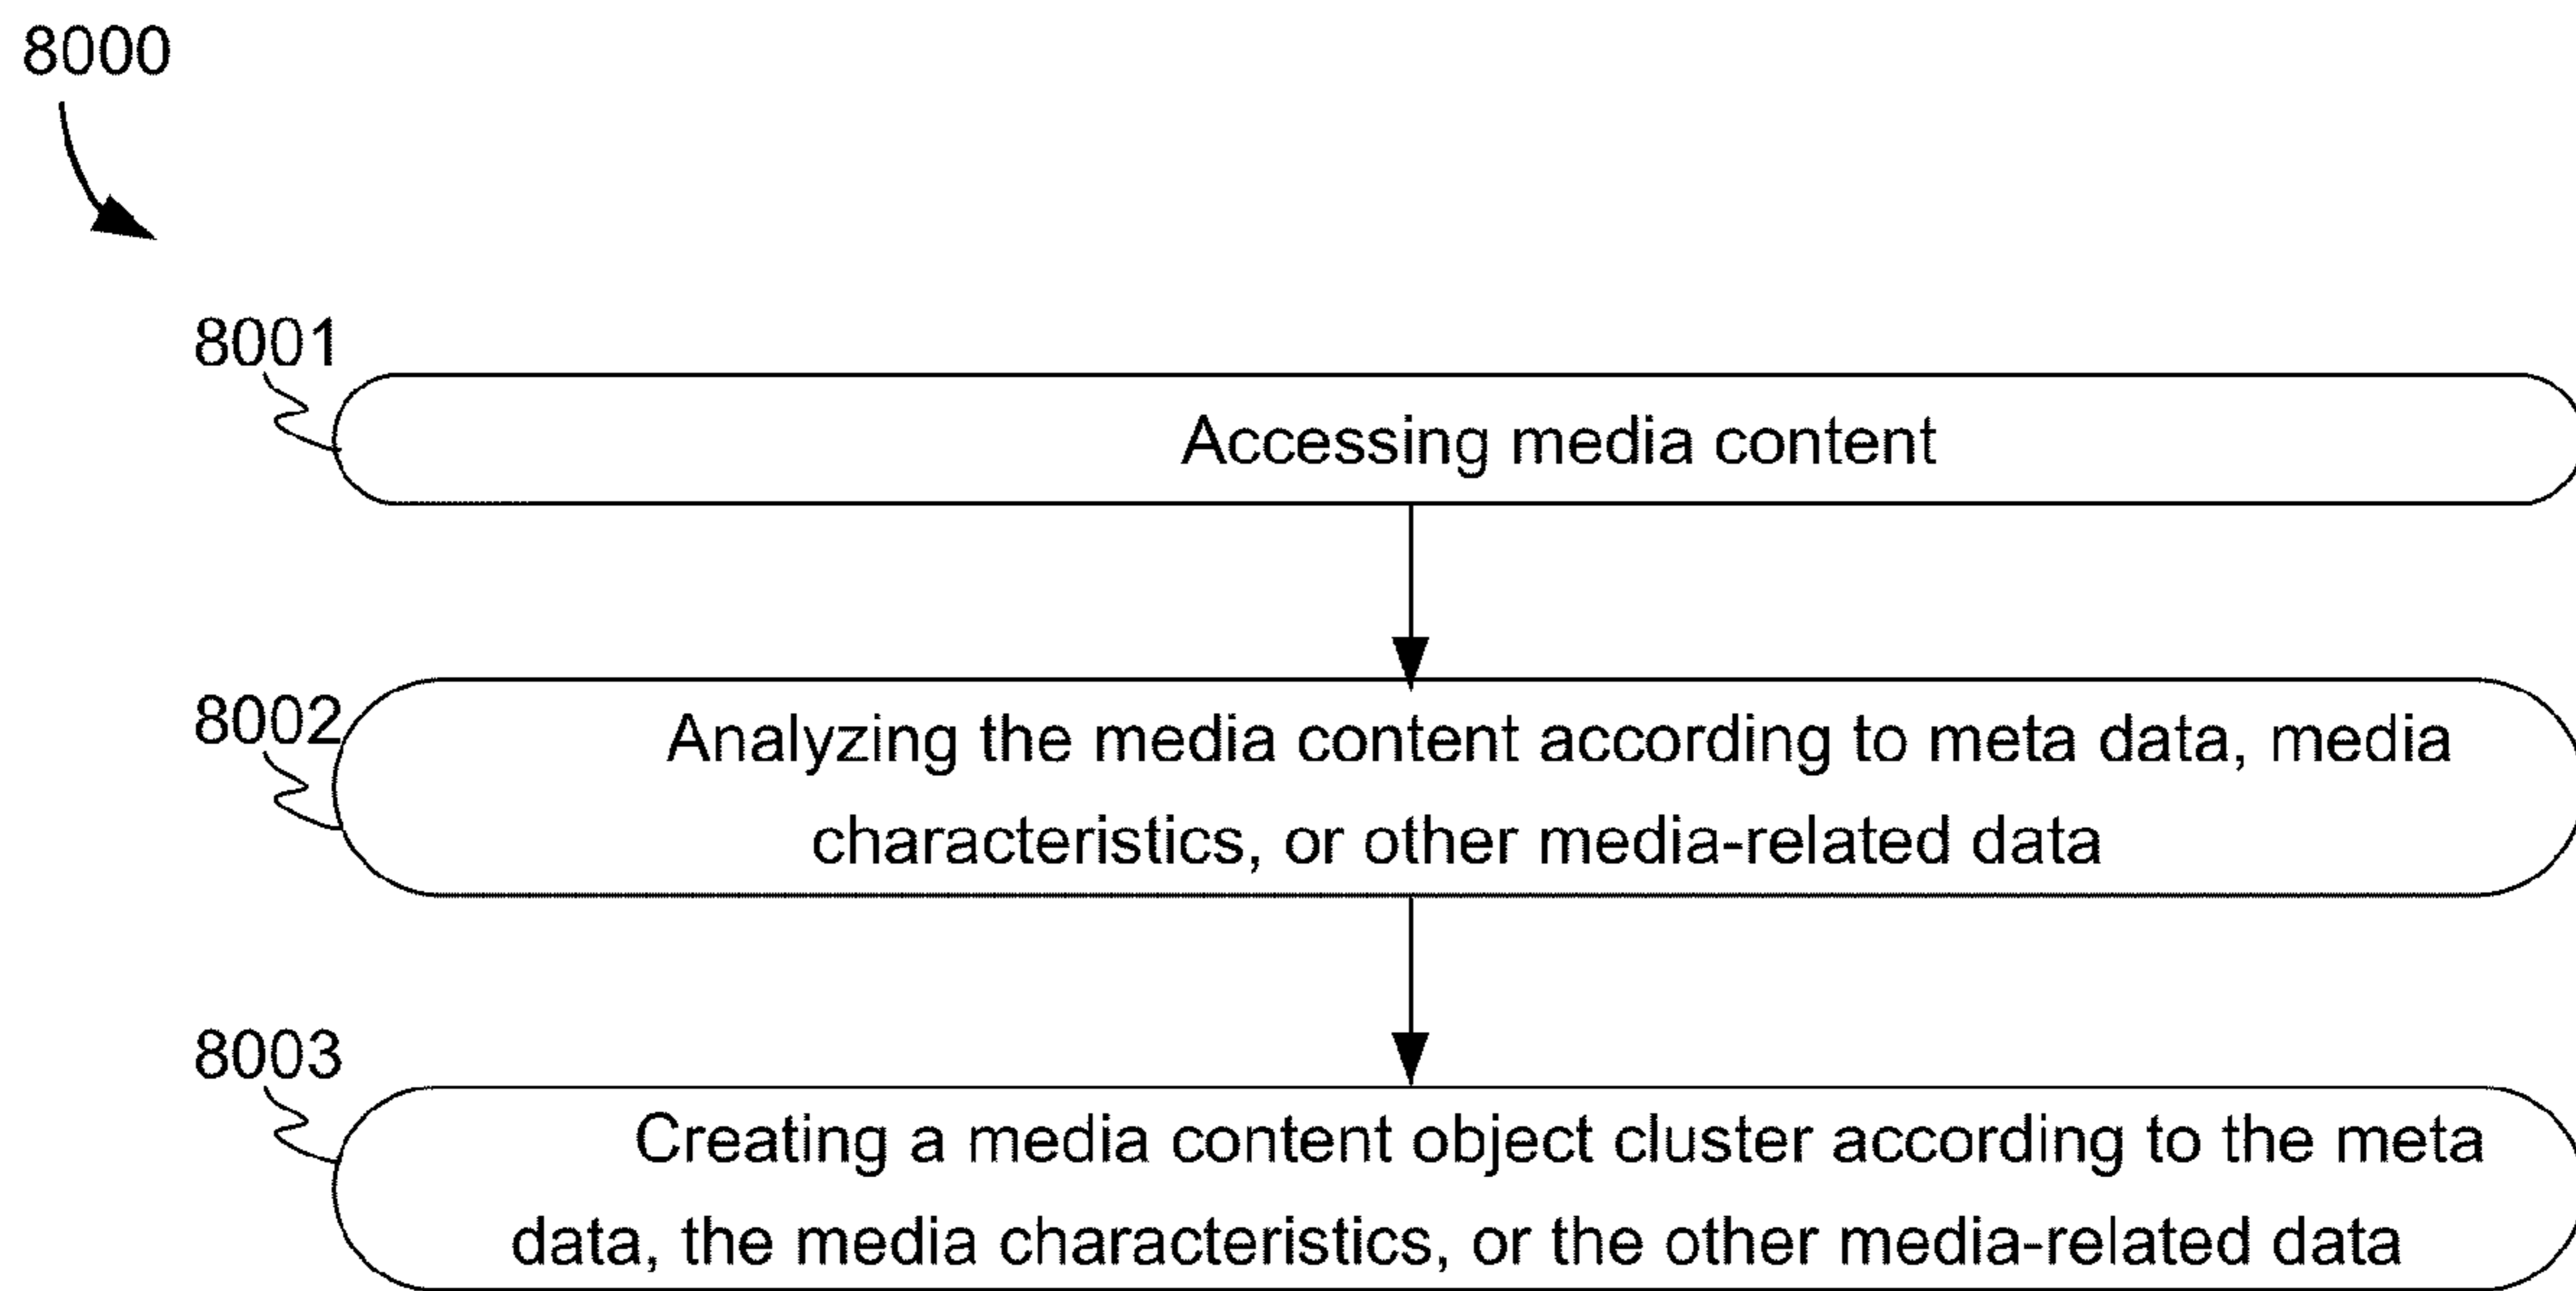 8000
8001
Accessing media content
8002
Analyzing the media content according to meta data, media
characteristics, or other media-related data
8003
Creating a media content object cluster according to the meta
data, the media characteristics, or the other media-related data